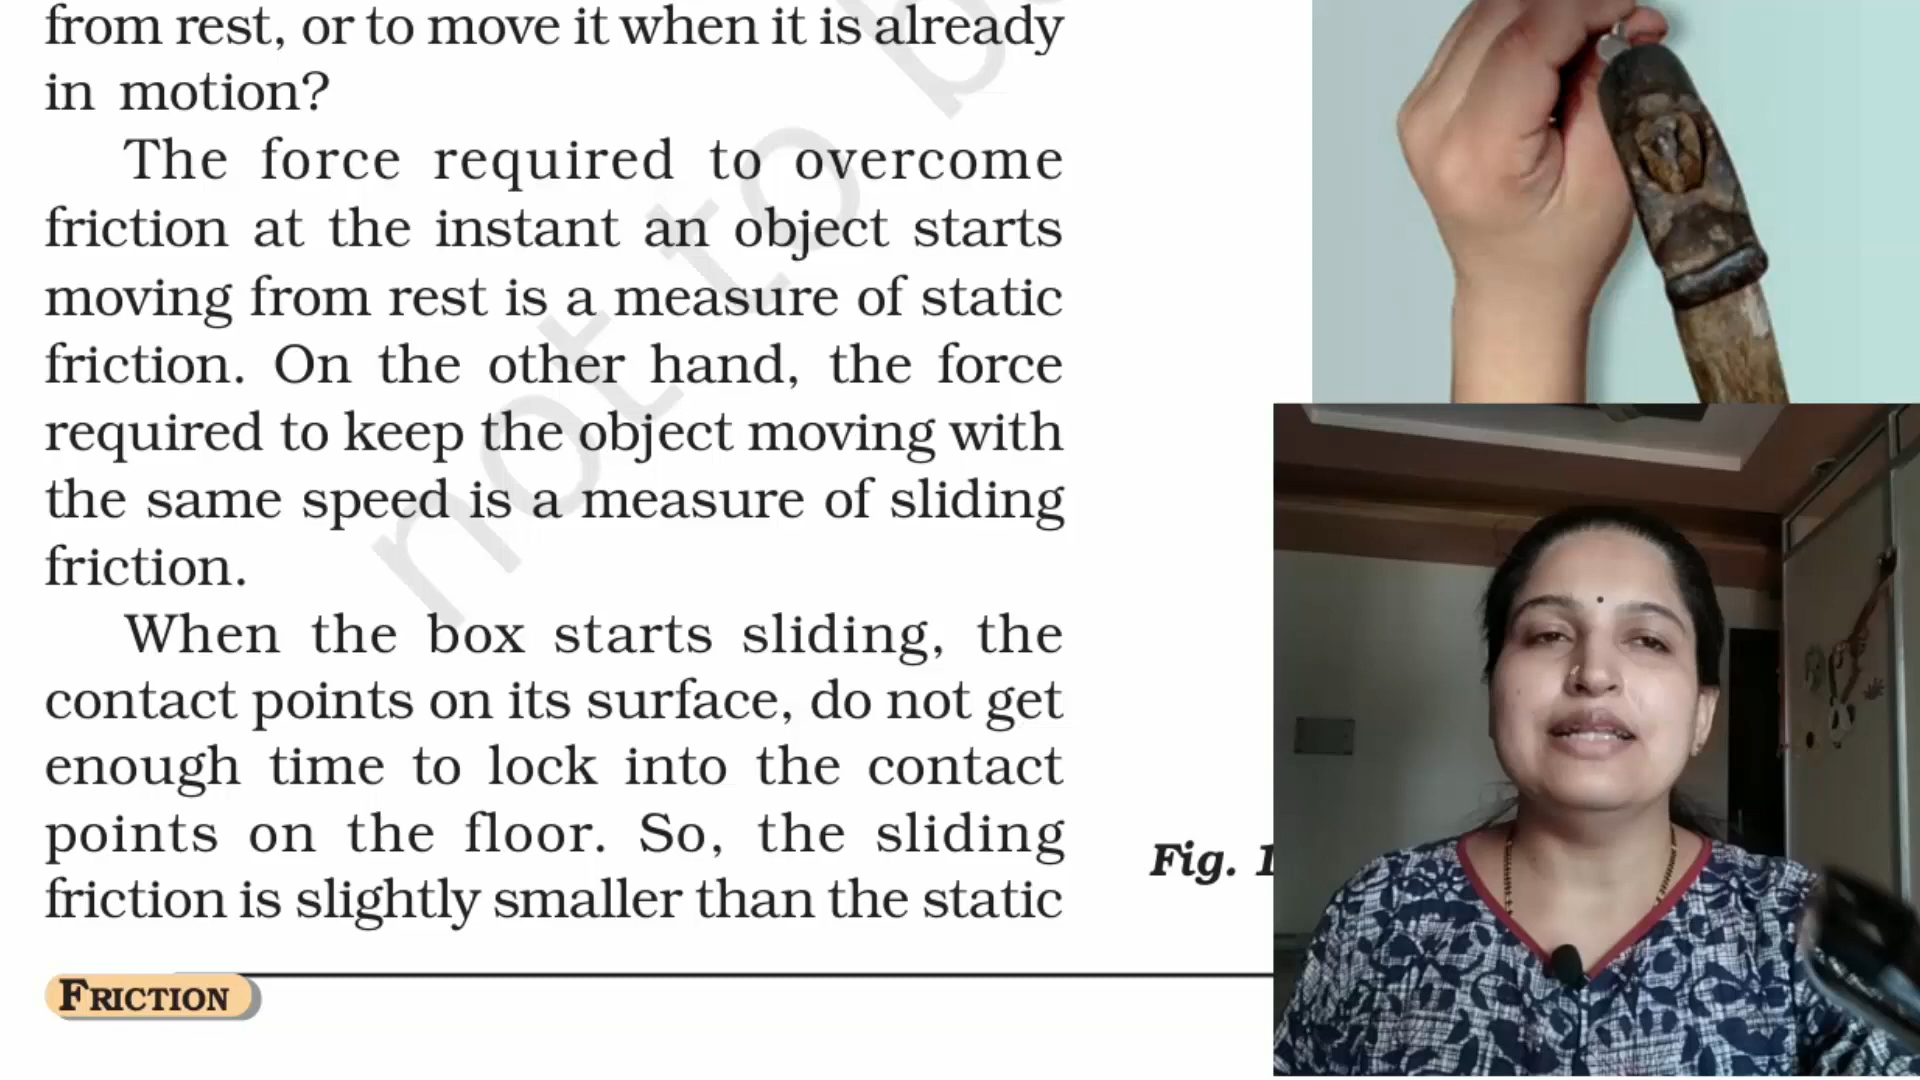 from rest, or to move it when it is already
in motion?
The force required to overcome
friction at the instant an object starts
moving from rest is a measure of static
friction. On the other hand, the force
required to keep the object moving with
the same speed is a measure of sliding
friction.
When the box starts sliding, the
contact points on its surface, do not get
enough time to lock into the contact
points on the floor. So, the sliding
friction is slightly smaller than the static
not to b
Fig. 1
FRICTION